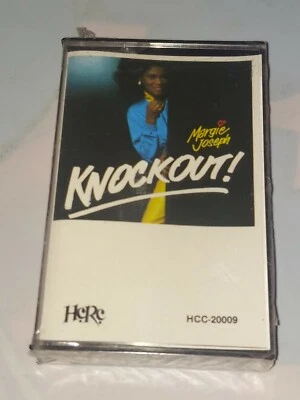 Margie
Joseph
KNOCKOUT!
HCRC
HCC-20009